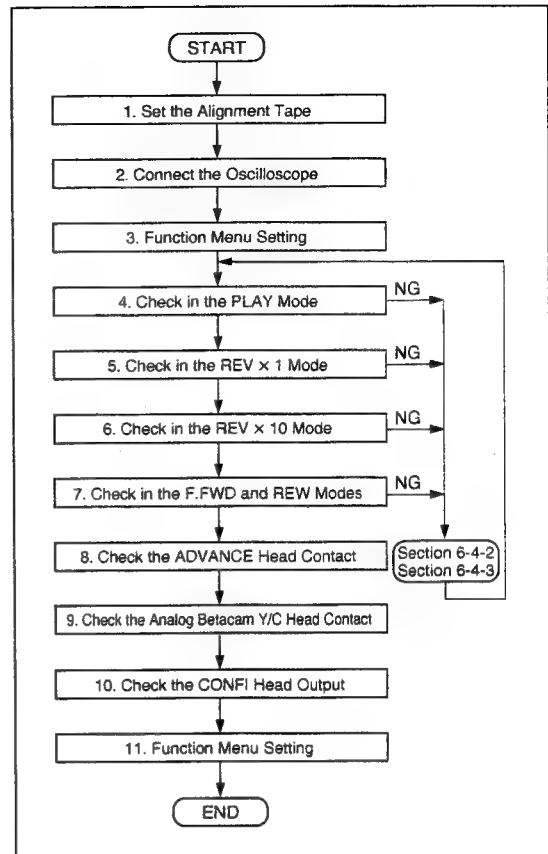 START
1. Set the Alignment Tape
2. Connect the Oscilloscope
3. Function Menu Setting
4. Check in the PLAY Mode
NG
5. Check in the REV × 1 Mode
NG
6. Check in the REV × 10 Mode
NG
7. Check in the F.FWD and REW Modes
NG
8. Check the ADVANCE Head Contact
Section 6-4-2
Section 6-4-3
9. Check the Analog Betacam Y/C Head Contact
10. Check the CONFI Head Output
11. Function Menu Setting
END